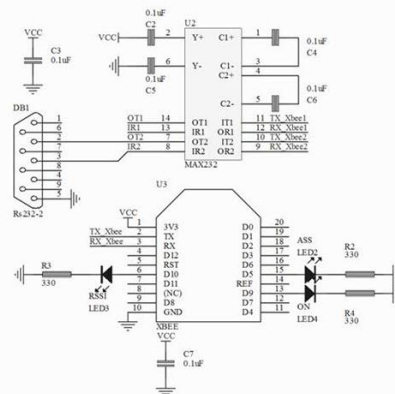 0.1uF
C2
U2
0.1uF
VCC
2
Y+
C1+
1
C4
VCC
C3
0.1uF
6
Y-
C1-
3
C2+
4
0.1uF
C5
0.1uF
C6
C2-
5
DB1
1
6
2
7
3
8
4
9
5
Rs232-2
OT1
14
OT1
IT1
11
TX_Xbee1
IR1
13
IR1
OR1
12
RX_Xbee1
OT2
7
OT2
IT2
10
TX_Xbee2
IR2
8
IR2
OR2
9
RX_Xbee2
MAX232
U3
VCC
1
3V3
D0
20
TX_Xbee
2
TX
D1
19
RX_Xbee
3
RX
D2
18
4
D12
D3
17
5
RST
D6
16
6
D10
D5
15
7
D11
REF
14
8
(NC)
D9
13
9
D8
D7
12
10
GND
D4
11
XBEE
R3
330
RSSI
LED3
ASS
LED2
R2
330
ON
LED4
R4
330
VCC
C7
0.1uF